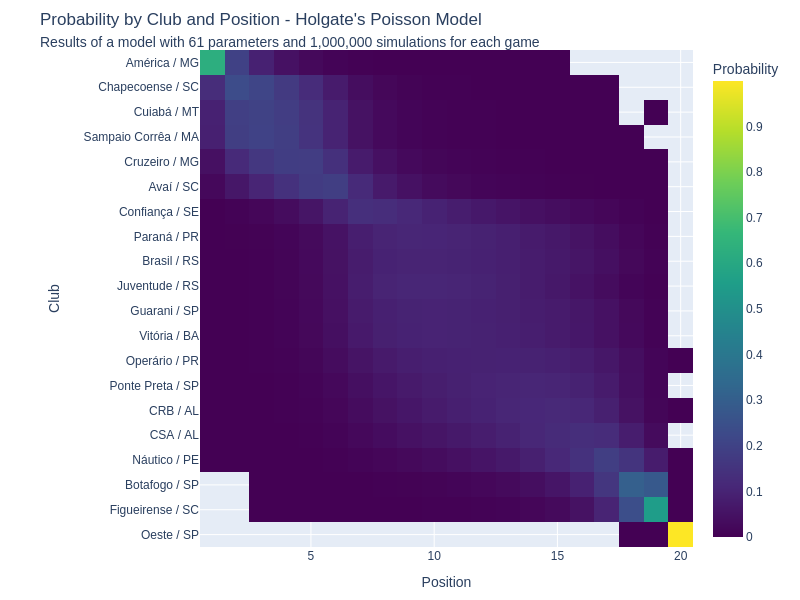 Probability by Club and Position - Holgate's Poisson Model
Results of a model with 61 parameters and 1,000,000 simulations for each game
Probability
América / MG
Chapecoense / SC
Cuiabá / MT
Sampaio Corrêa / MA
Cruzeiro / MG
Avaí / SC
Confiança / SE
Paraná / PR
Brasil / RS
Juventude / RS
Guarani / SP
Vitória / BA
Operário / PR
Ponte Preta / SP
CRB / AL
CSA / AL
Náutico / PE
Botafogo / SP
Figueirense / SC
Oeste / SP
Club
5
10
15
20
Position
0.9
0.8
0.7
0.6
0.5
0.4
0.3
0.2
0.1
0